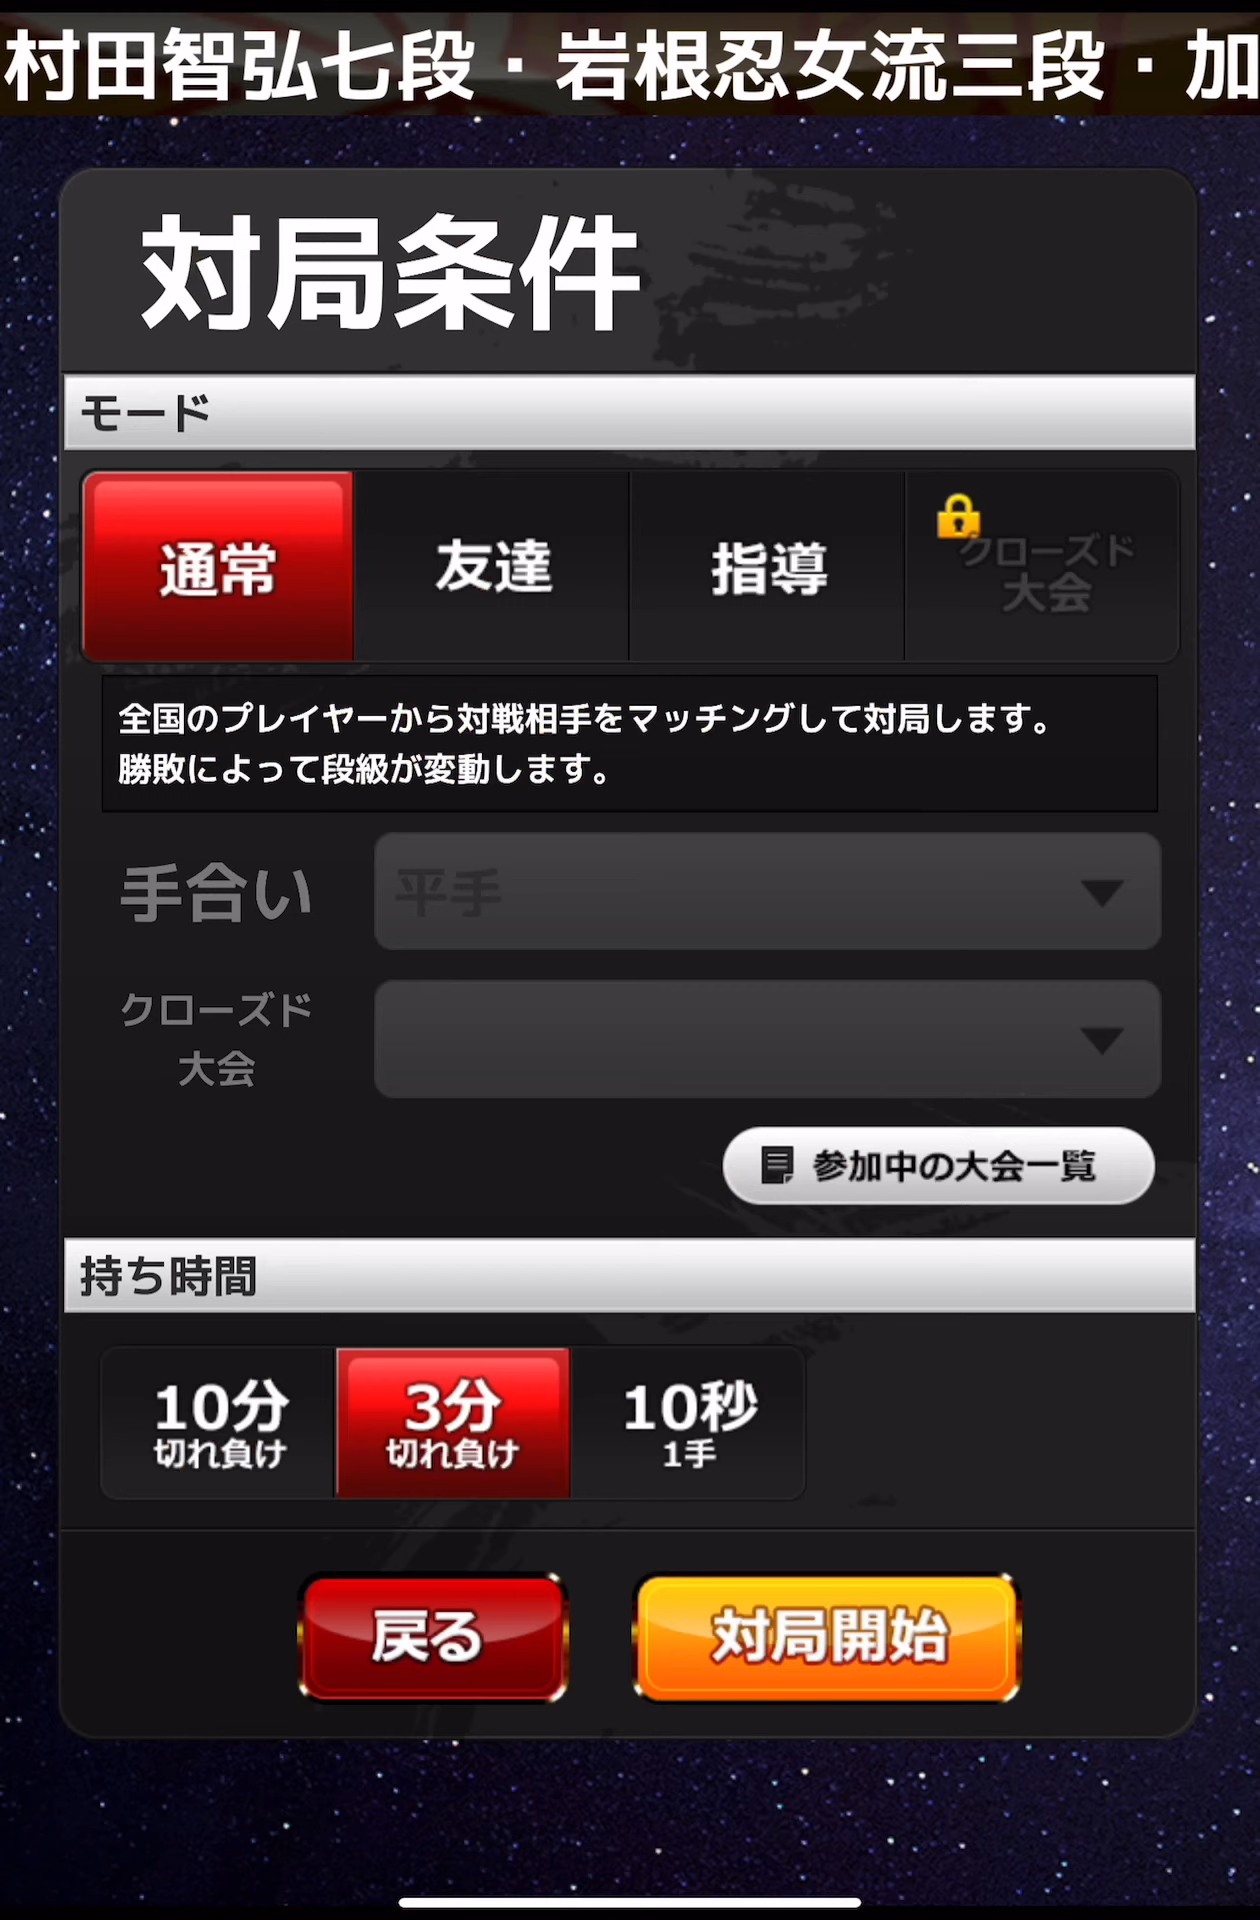 村田智弘七段・岩根忍女流三段・加
対局条件
モード
通常
友達
指導
クローズド
大会
全国のプレイヤーから対戦相手をマッチングして対局します。
勝敗によって段級が変動します。
手合い
平手
クローズド
大会
参加中の大会一覧
持ち時間
10分
切れ負け
3分
切れ負け
10秒
1手
戻る
対局開始